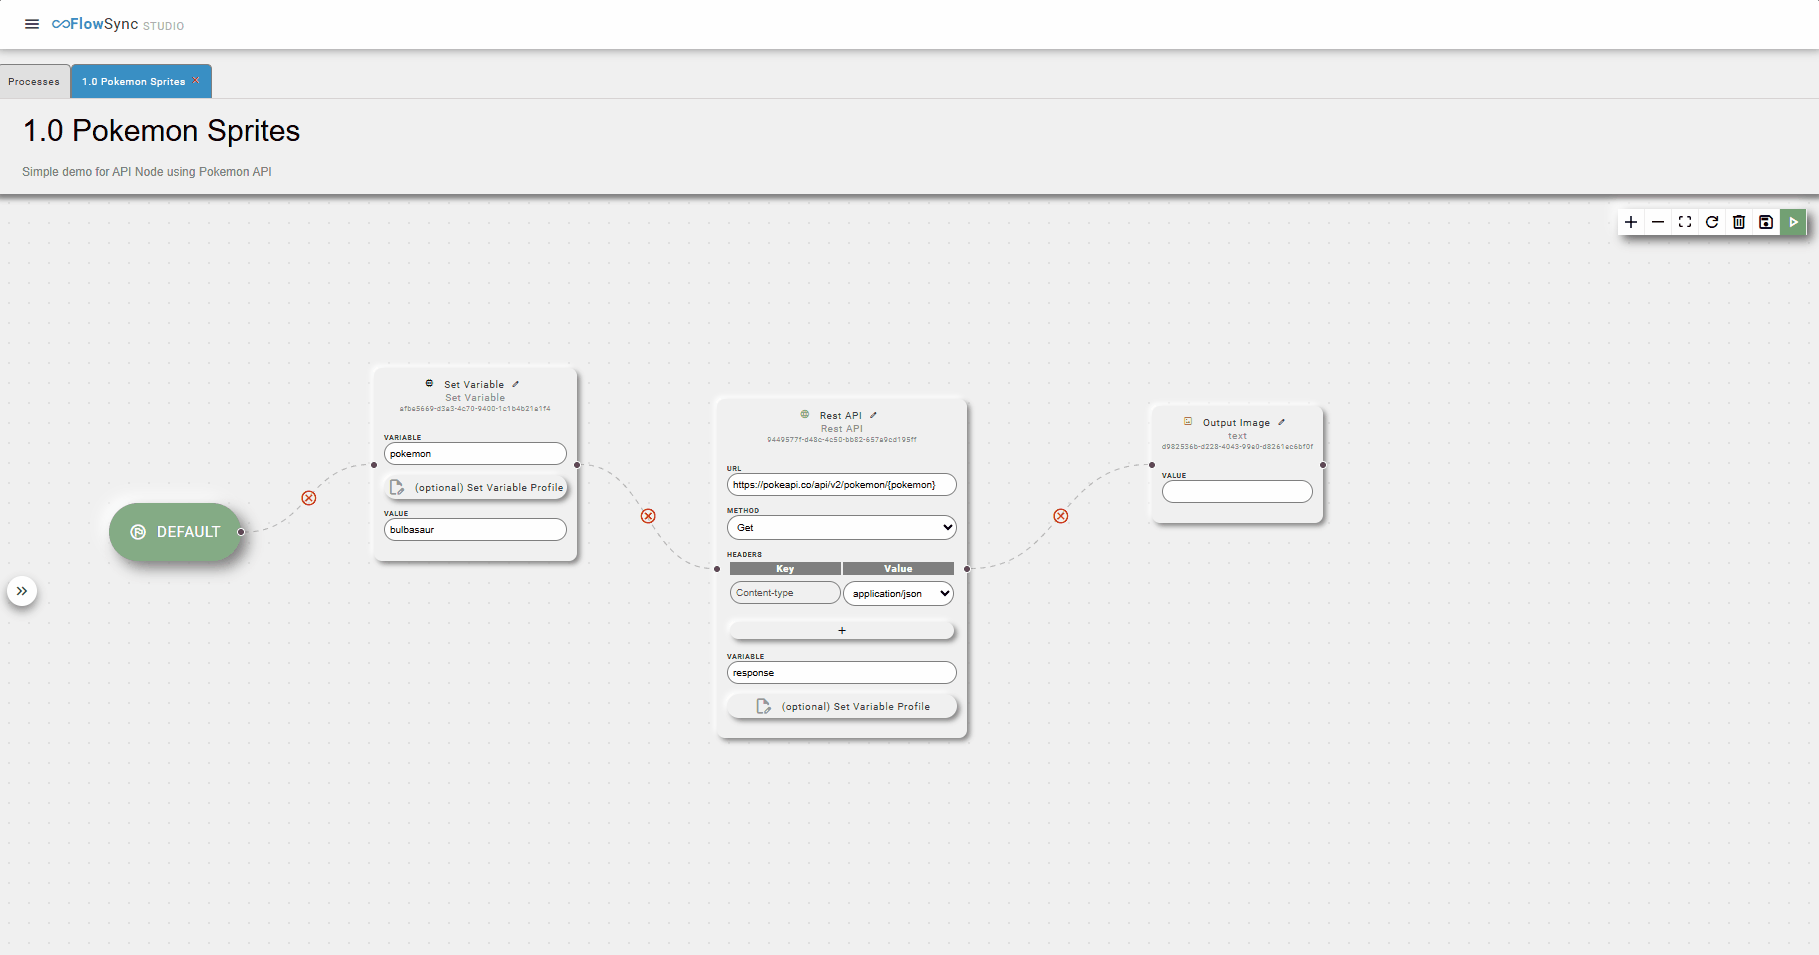 FlowSync STUDIO
Processes
1.0 Pokemon Sprites
1.0 Pokemon Sprites
Simple demo for API Node using Pokemon API
DEFAULT
Set Variable
Set Variable
afba5669-d3a3-4c70-9400-1c1b4b21a1f4
VARIABLE
pokemon
(optional) Set Variable Profile
VALUE
bulbasaur
Rest API
Rest API
9449577f-d48c-4c50-bb82-657a9cd195ff
URL
https://pokeapi.co/api/v2/pokemon/{pokemon}
METHOD
Get
HEADERS
Key Value
Content-type application/json
+
VARIABLE
response
(optional) Set Variable Profile
Output Image
text
d982536b-d228-4043-99e0-d8261ec6bf0f
VALUE